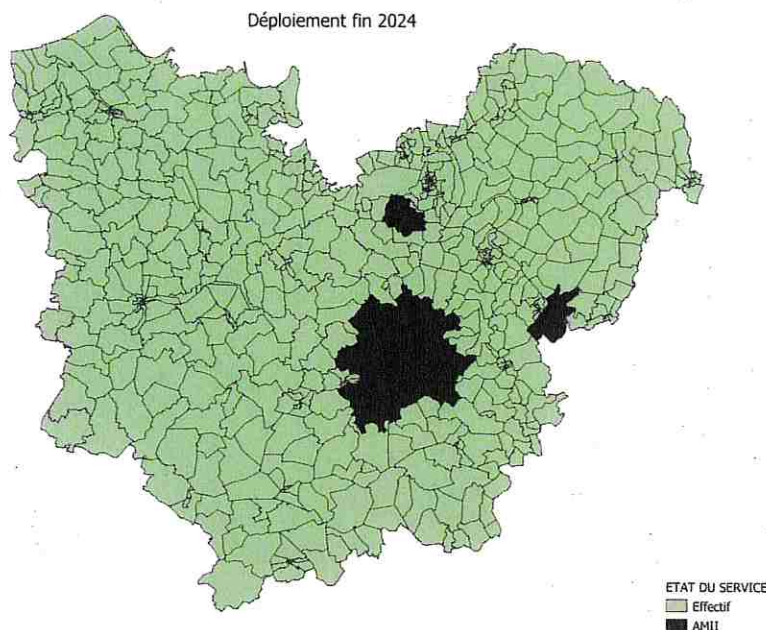 Déploiement fin 2024
ETAT DU SERVICE
Effectif
AMII